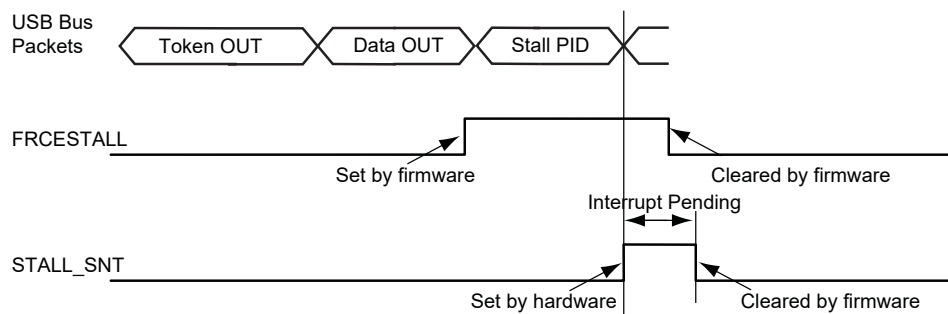 USB Bus
Packets
Token OUT
Data OUT
Stall PID
FRCESTALL
Set by firmware
Cleared by firmware
Interrupt Pending
STALL_SNT
Set by hardware
Cleared by firmware